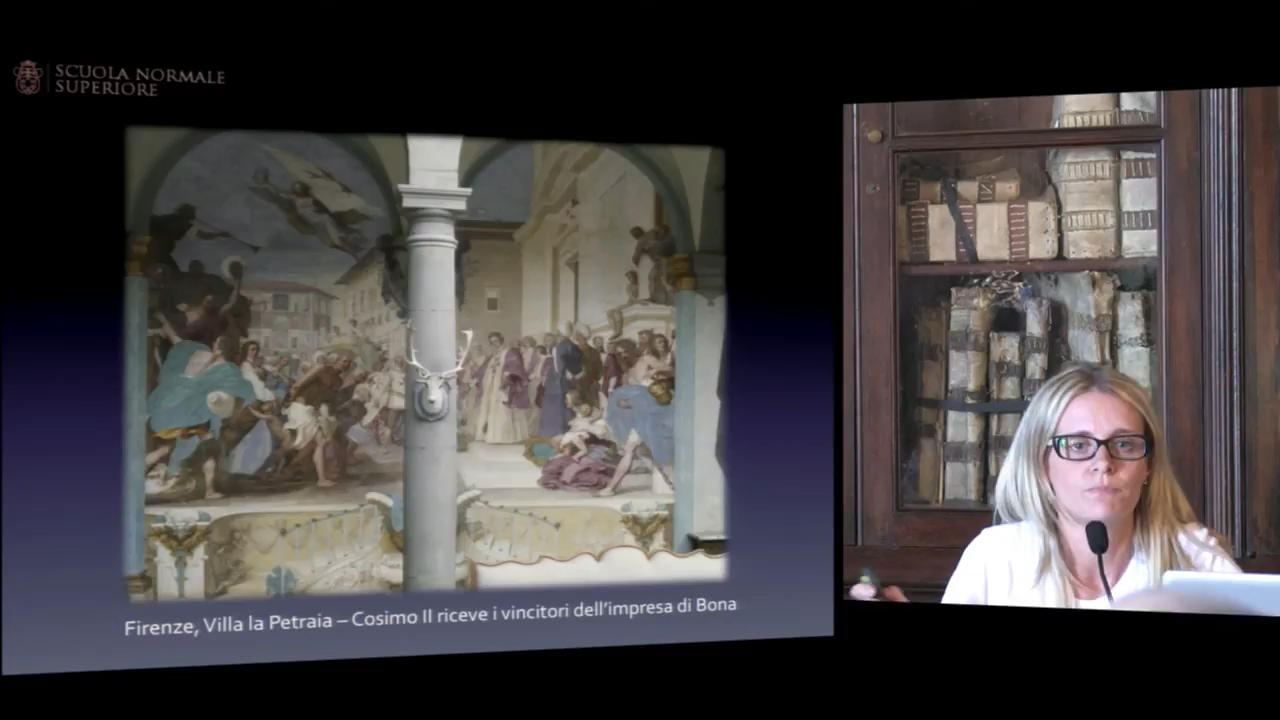 SCUOLA NORMALE
SUPERIORE
Firenze, Villa la Petraia – Cosimo II riceve i vincitori dell'impresa di Bona